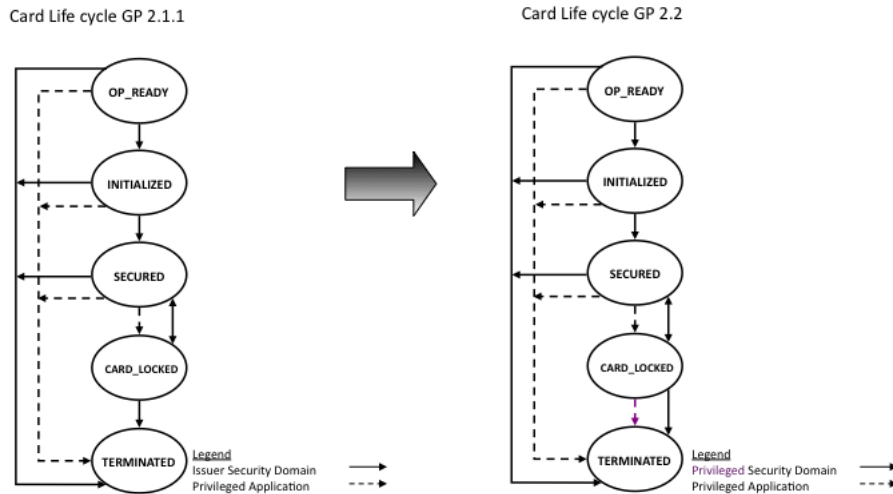 Card Life cycle GP 2.1.1
OP_READY
INITIALIZED
SECURED
CARD_LOCKED
TERMINATED
Legend
Issuer Security Domain
Privileged Application
Card Life cycle GP 2.2
OP_READY
INITIALIZED
SECURED
CARD_LOCKED
TERMINATED
Legend
Privileged Security Domain
Privileged Application